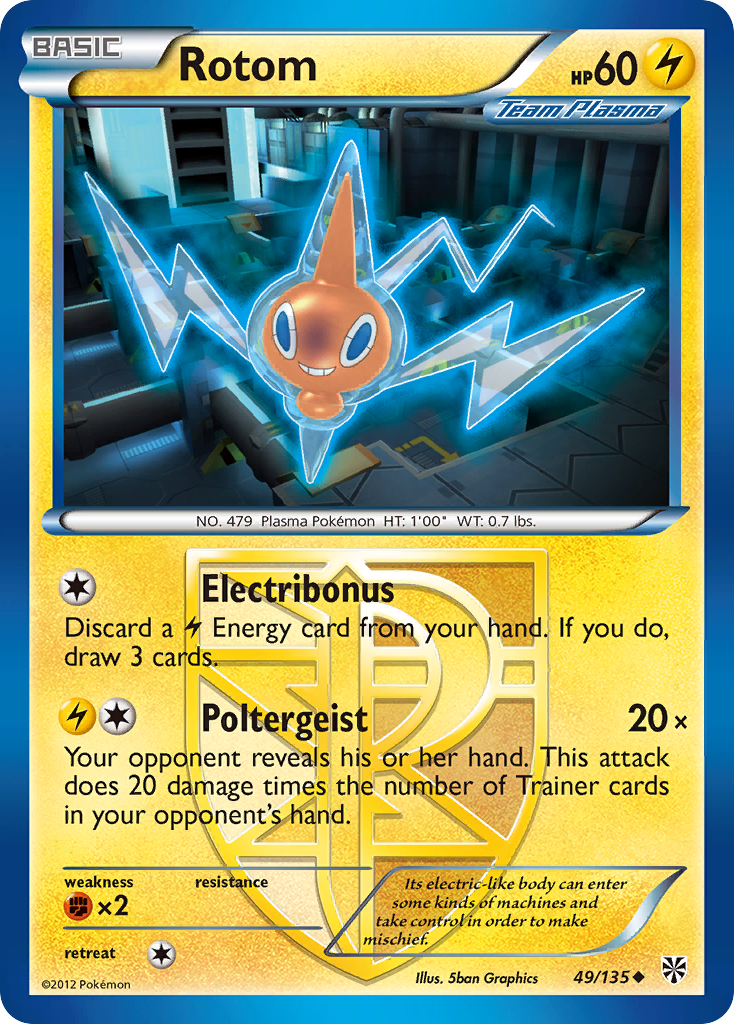 BASIC
Rotom
HP60
Team Plasma
NO. 479 Plasma Pokémon HT: 1'00" WT: 0.7 lbs.
Electribonus
Discard a Energy card from your hand. If you do,
draw 3 cards.
Poltergeist 20×
Your opponent reveals his or her hand. This attack
does 20 damage times the number of Trainer cards
in your opponent's hand.
weakness resistance
×2
retreat
Its electric-like body can enter
some kinds of machines and
take control in order to make
mischief.
©2012 Pokémon
Illus. 5ban Graphics
49/135